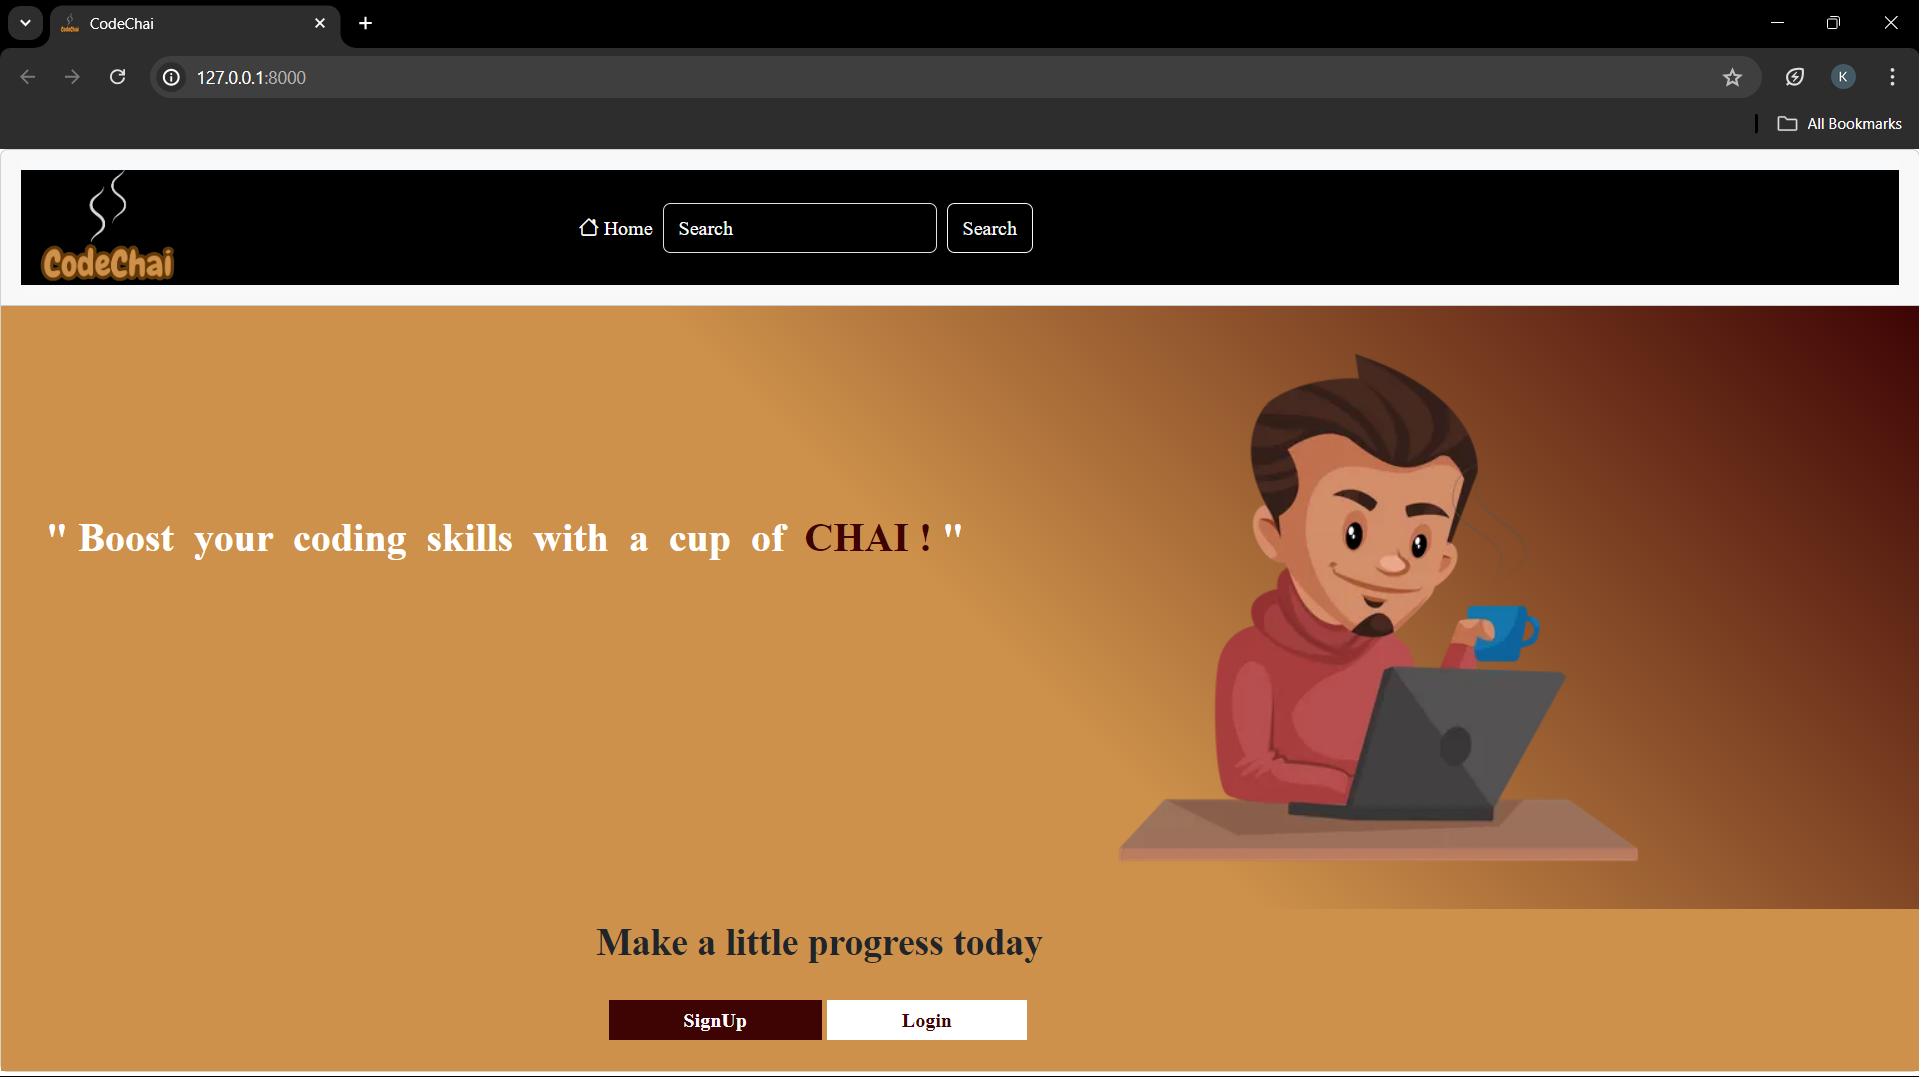 CodeChai
127.0.0.1:8000
K
All Bookmarks
CodeChai
Home Search Search
" Boost your coding skills with a cup of CHAI ! "
Make a little progress today
SignUp Login